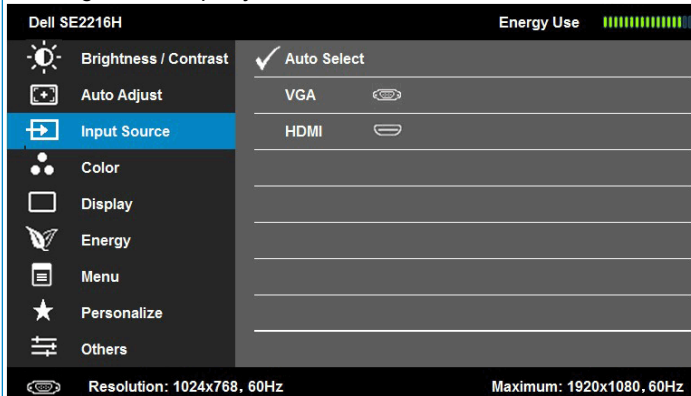 Dell SE2216H Energy Use
Brightness / Contrast Auto Select
Auto Adjust VGA
Input Source HDMI
Color
Display
Energy
Menu
Personalize
Others
Resolution: 1024x768, 60Hz Maximum: 1920x1080, 60Hz